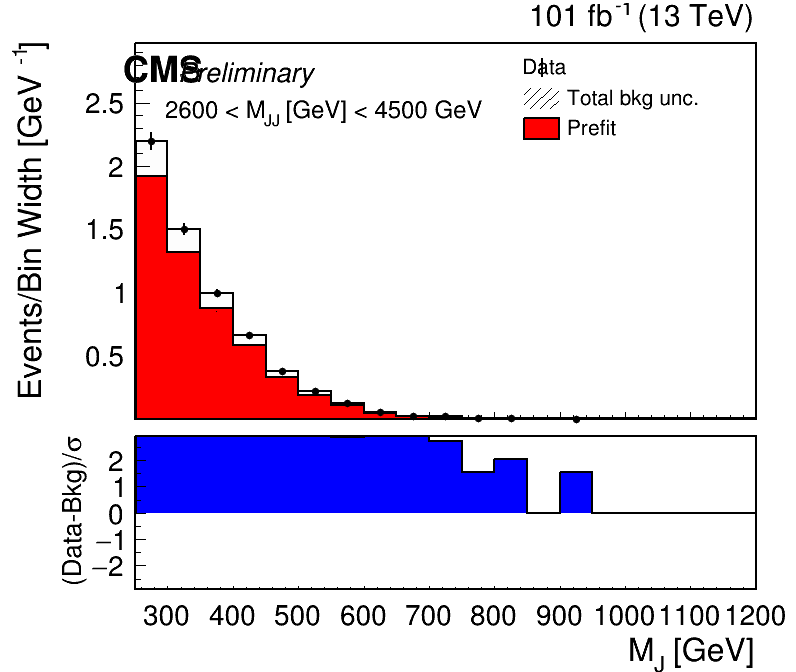 101 fb⁻¹ (13 TeV)
CMS Preliminary
2600 < M_JJ [GeV] < 4500 GeV
Data
Total bkg unc.
Prefit
Events/Bin Width [GeV⁻¹]
2.5
2
1.5
1
0.5
(Data-Bkg)/σ
2
1
0
−1
−2
300 400 500 600 700 800 900 1000 1100 1200
M_J [GeV]